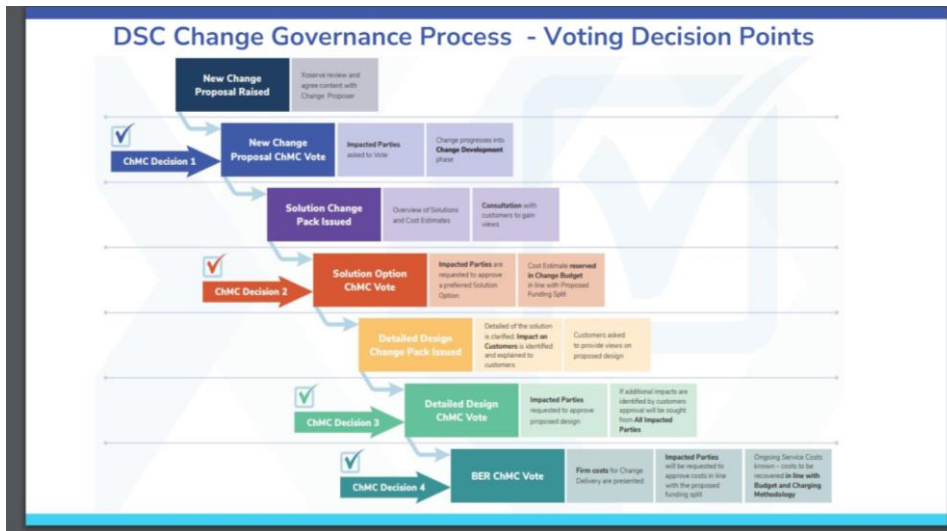 DSC Change Governance Process - Voting Decision Points
New Change
Proposal Raised
Xoserve review and
agree content with
Change Proposer
ChMC Decision 1
New Change
Proposal ChMC Vote
Impacted Parties
asked to Vote
Change progresses into
Change Development
phase
Solution Change
Pack Issued
Overview of Solutions
and Cost Estimates
Consultation with
customers to gain
views
ChMC Decision 2
Solution Option
ChMC Vote
Impacted Parties are
requested to approve
a preferred Solution
Option
Cost Estimate reserved
in Change Budget
in line with Proposed
Funding Split
Detailed Design
Change Pack Issued
Detailed of the solution
is clarified. Impact on
Customers is identified
and explained to
customers
Customers asked
to provide views on
proposed design
ChMC Decision 3
Detailed Design
ChMC Vote
Impacted Parties
requested to approve
proposed design
If additional impacts are
identified by customers
approval will be sought
from All Impacted
Parties
ChMC Decision 4
BER ChMC Vote
Firm costs for Change
Delivery are presented
Impacted Parties
will be requested to
approve costs in line
with the proposed
funding split
Ongoing Service Costs
known - costs to be
recovered in line with
Budget and Charging
Methodology